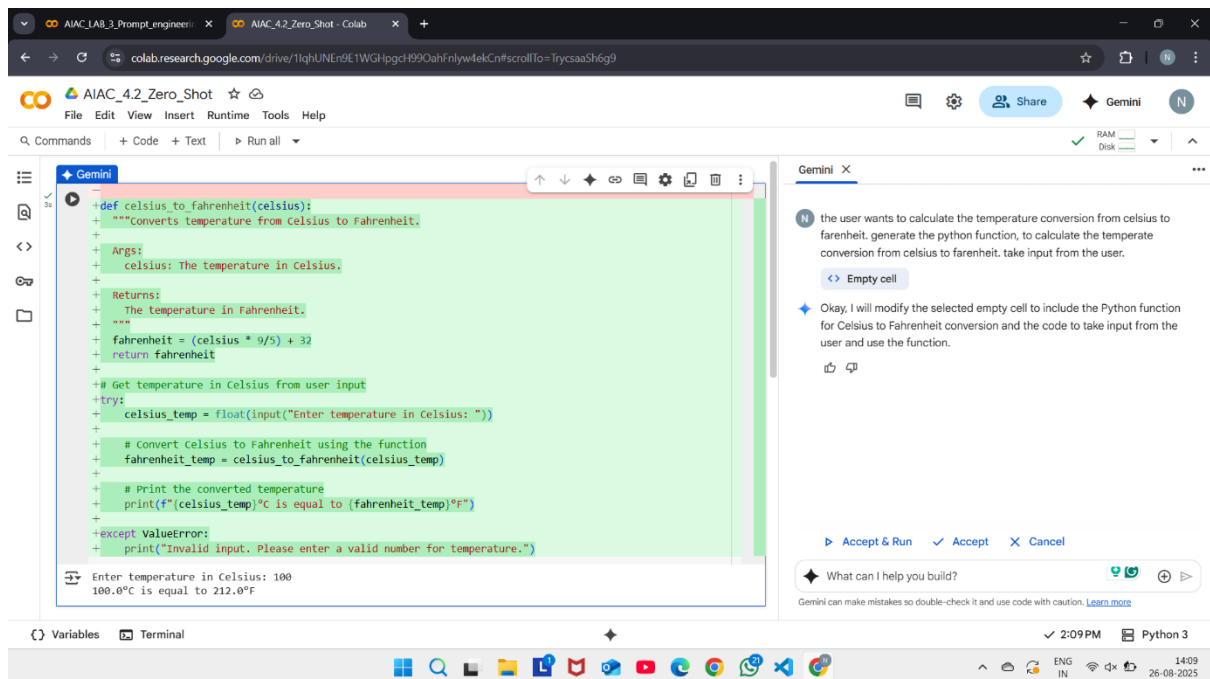 AIAC_LAB_3_Prompt_engineerin
AIAC_4.2_Zero_Shot - Colab
colab.research.google.com/drive/1IqhUNEn9E1WGHpgcH99OahFnlyw4ekCn#scrollTo=TrycsaaSh6g9
N
AIAC_4.2_Zero_Shot
File Edit View Insert Runtime Tools Help
Share
Gemini
N
Commands + Code + Text Run all
RAM
Disk
Gemini
3s
+def celsius_to_fahrenheit(celsius):
+ """Converts temperature from Celsius to Fahrenheit.
+
+ Args:
+ celsius: The temperature in Celsius.
+
+ Returns:
+ The temperature in Fahrenheit.
+ """
+ fahrenheit = (celsius * 9/5) + 32
+ return fahrenheit
+
+# Get temperature in Celsius from user input
+try:
+ celsius_temp = float(input("Enter temperature in Celsius: "))
+
+ # Convert Celsius to Fahrenheit using the function
+ fahrenheit_temp = celsius_to_fahrenheit(celsius_temp)
+
+ # Print the converted temperature
+ print(f"{celsius_temp}°C is equal to {fahrenheit_temp}°F")
+
+except ValueError:
+ print("Invalid input. Please enter a valid number for temperature.")
Enter temperature in Celsius: 100
100.0°C is equal to 212.0°F
Gemini
N
the user wants to calculate the temperature conversion from celsius to
farenheit. generate the python function, to calculate the temperate
conversion from celsius to farenheit. take input from the user.
Empty cell
Okay, I will modify the selected empty cell to include the Python function
for Celsius to Fahrenheit conversion and the code to take input from the
user and use the function.
Accept & Run Accept Cancel
What can I help you build?
Gemini can make mistakes so double-check it and use code with caution. Learn more
Variables Terminal
2:09 PM Python 3
21
ENG
IN
14:09
26-08-2025